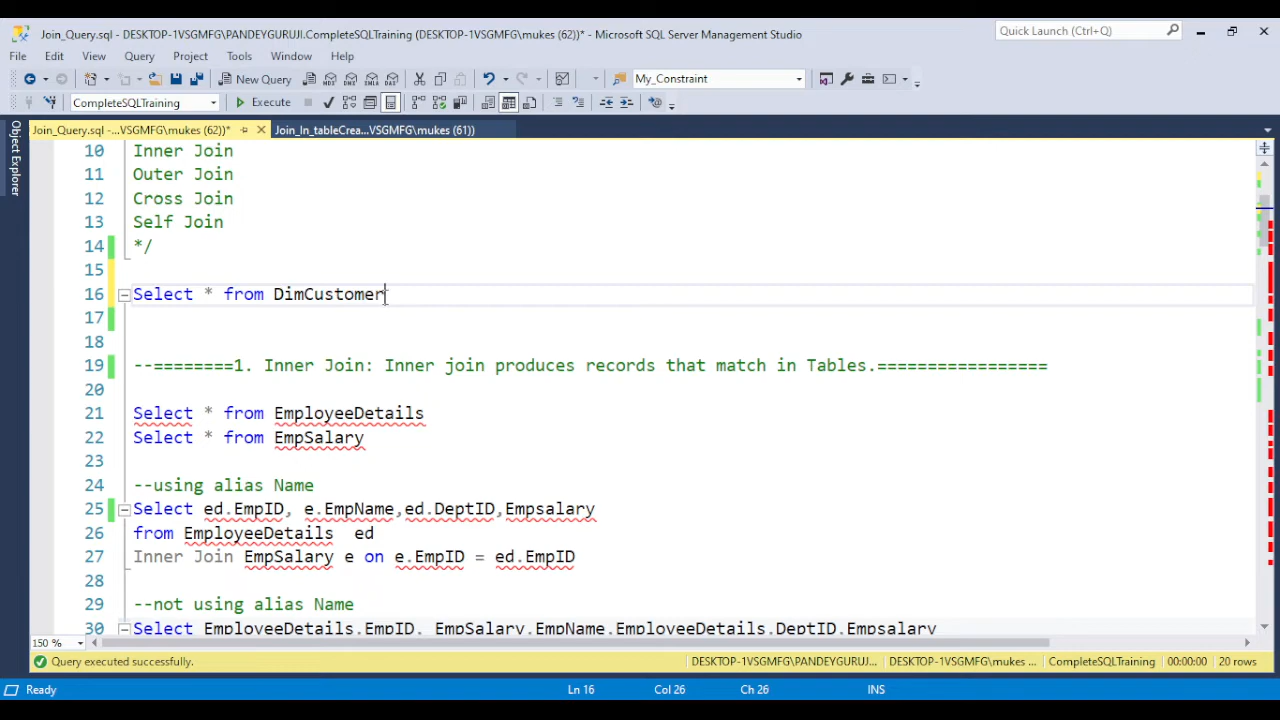 Join_Query.sql - DESKTOP-1VSGMFG\PANDEYGURUJI.CompleteSQLTraining (DESKTOP-1VSGMFG\mukes (62))* - Microsoft SQL Server Management Studio
Quick Launch (Ctrl+Q)
File Edit View Query Project Tools Window Help
New Query
My_Constraint
CompleteSQLTraining
Execute
Join_Query.sql -...VSGMFG\mukes (62))*
Join_In_tableCrea...VSGMFG\mukes (61))
Object Explorer
10 Inner Join
11 Outer Join
12 Cross Join
13 Self Join
14 */
15
16 Select * from DimCustomer
17
18
19 --========1. Inner Join: Inner join produces records that match in Tables.=================
20
21 Select * from EmployeeDetails
22 Select * from EmpSalary
23
24 --using alias Name
25 Select ed.EmpID, e.EmpName,ed.DeptID,Empsalary
26 from EmployeeDetails  ed
27 Inner Join EmpSalary e on e.EmpID = ed.EmpID
28
29 --not using alias Name
30 Select EmployeeDetails.EmpID, EmpSalary.EmpName,EmployeeDetails.DeptID,Empsalary
150 %
Query executed successfully.
DESKTOP-1VSGMFG\PANDEYGURUJ...
DESKTOP-1VSGMFG\mukes ...
CompleteSQLTraining
00:00:00
20 rows
Ready
Ln 16
Col 26
Ch 26
INS